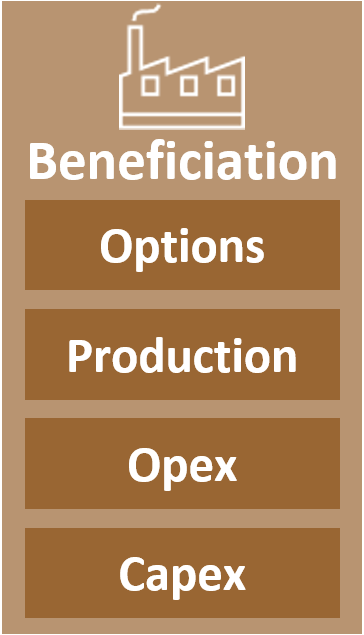 Beneficiation
Options
Production
Opex
Capex